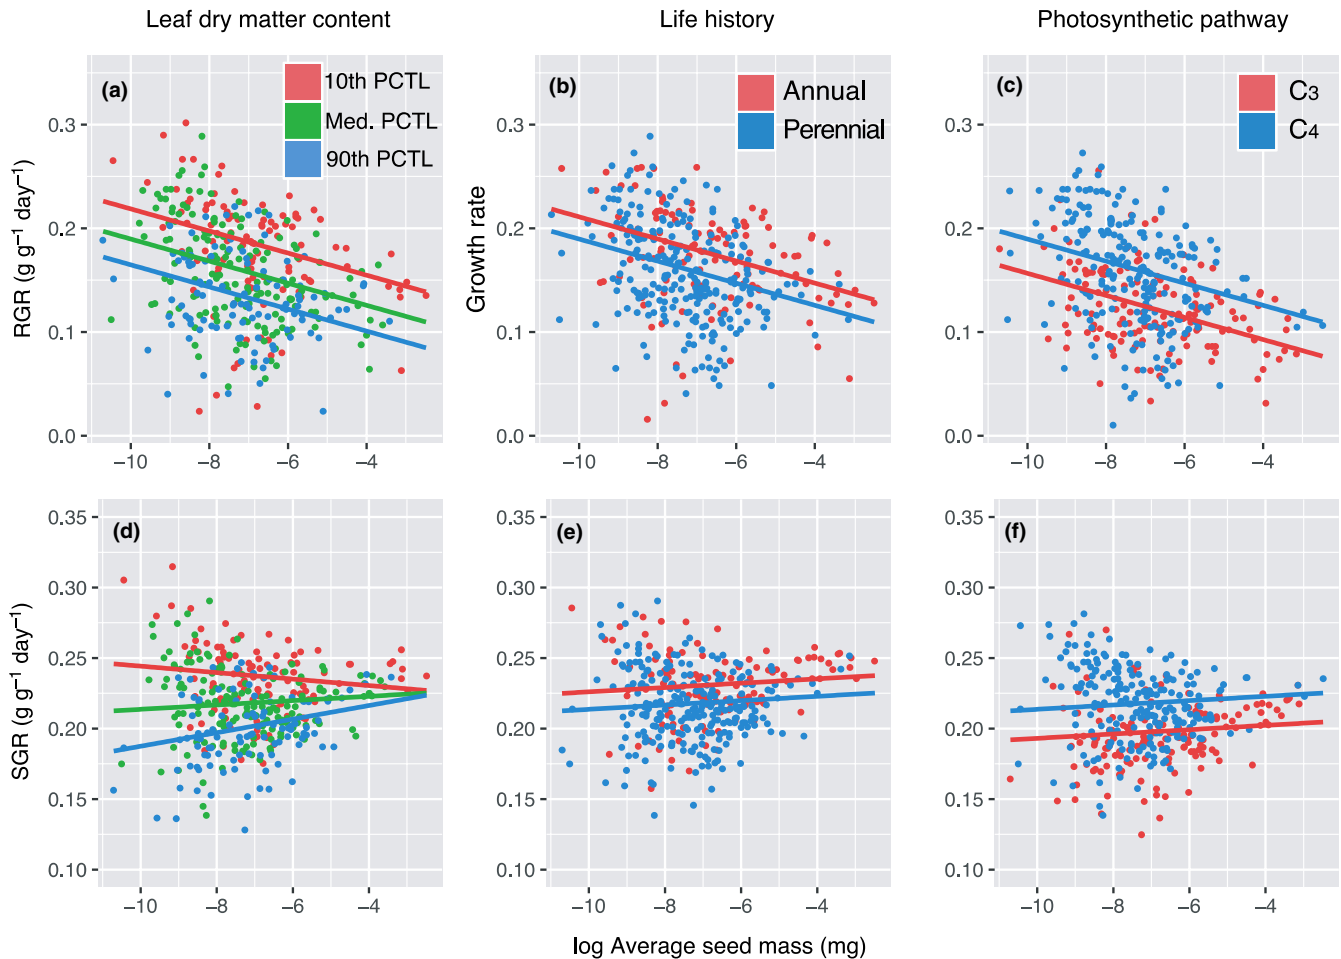 Leaf dry matter content
Life history
Photosynthetic pathway
(a)
10th PCTL
Med. PCTL
90th PCTL
RGR (g g⁻¹ day⁻¹)
0.3
0.2
0.1
0.0
−10 −8 −6 −4
(b)
Annual
Perennial
Growth rate
0.3
0.2
0.1
0.0
−10 −8 −6 −4
(c)
C3
C4
0.3
0.2
0.1
0.0
−10 −8 −6 −4
(d)
SGR (g g⁻¹ day⁻¹)
0.35
0.30
0.25
0.20
0.15
0.10
−10 −8 −6 −4
(e)
0.35
0.30
0.25
0.20
0.15
0.10
−10 −8 −6 −4
(f)
0.35
0.30
0.25
0.20
0.15
0.10
−10 −8 −6 −4
log Average seed mass (mg)